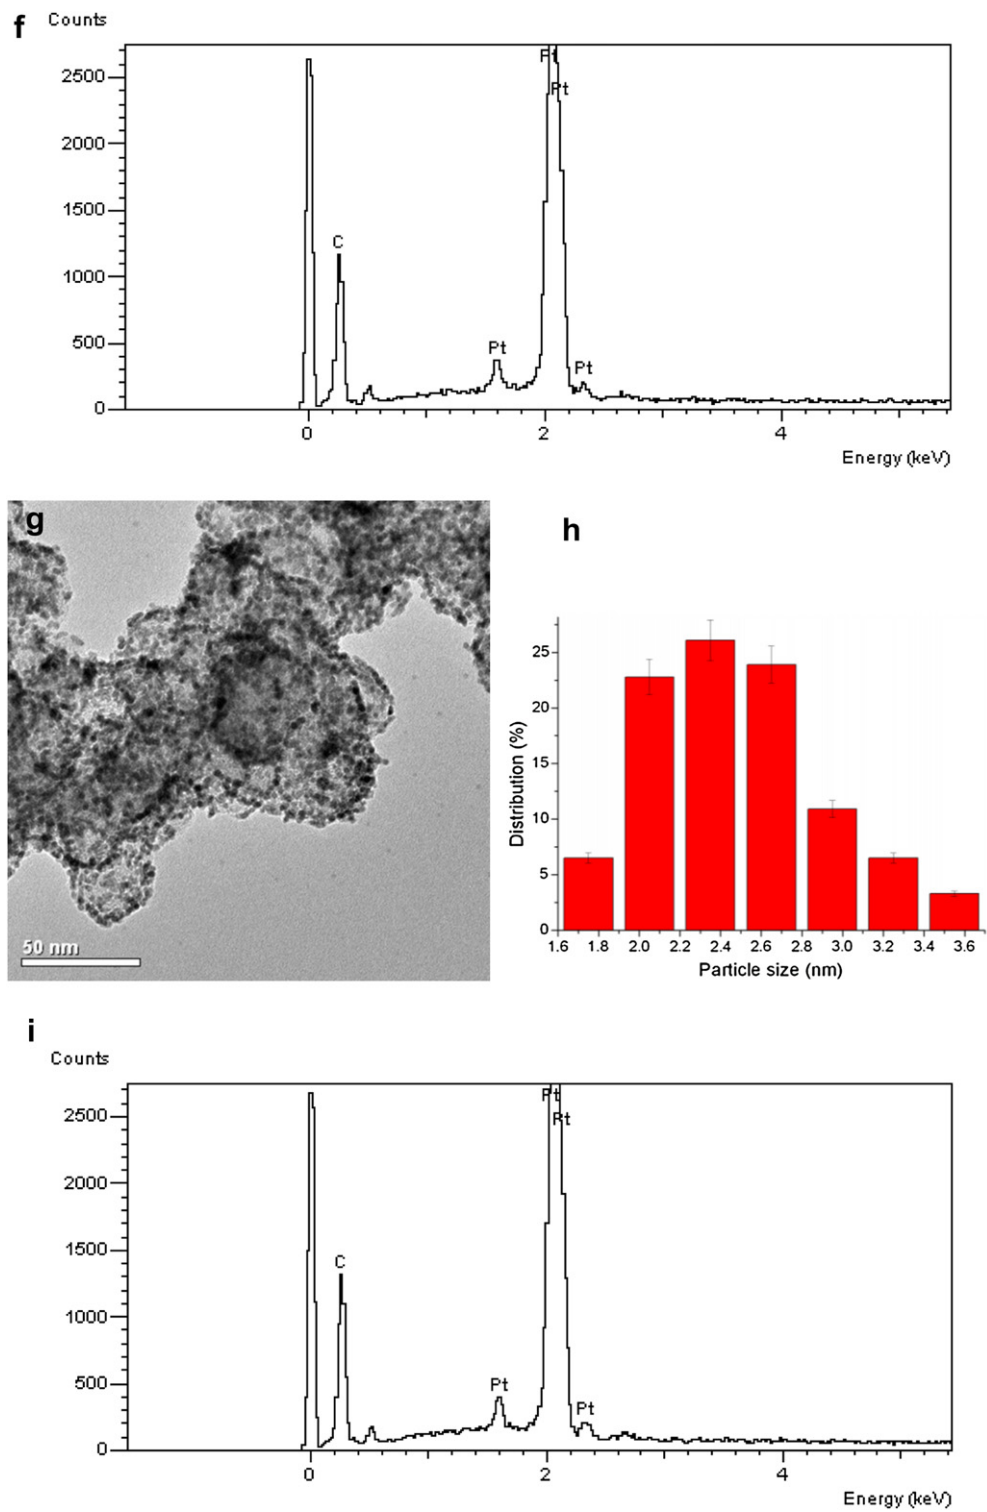 f
Counts
2500
2000
1500
1000
500
0
Pt
Pt
C
Pt
Pt
0 2 4
Energy (keV)
g
50 nm
h
Distribution (%)
25
20
15
10
5
0
1.6 1.8 2.0 2.2 2.4 2.6 2.8 3.0 3.2 3.4 3.6
Particle size (nm)
i
Counts
2500
2000
1500
1000
500
0
Pt
Pt
C
Pt
Pt
0 2 4
Energy (keV)